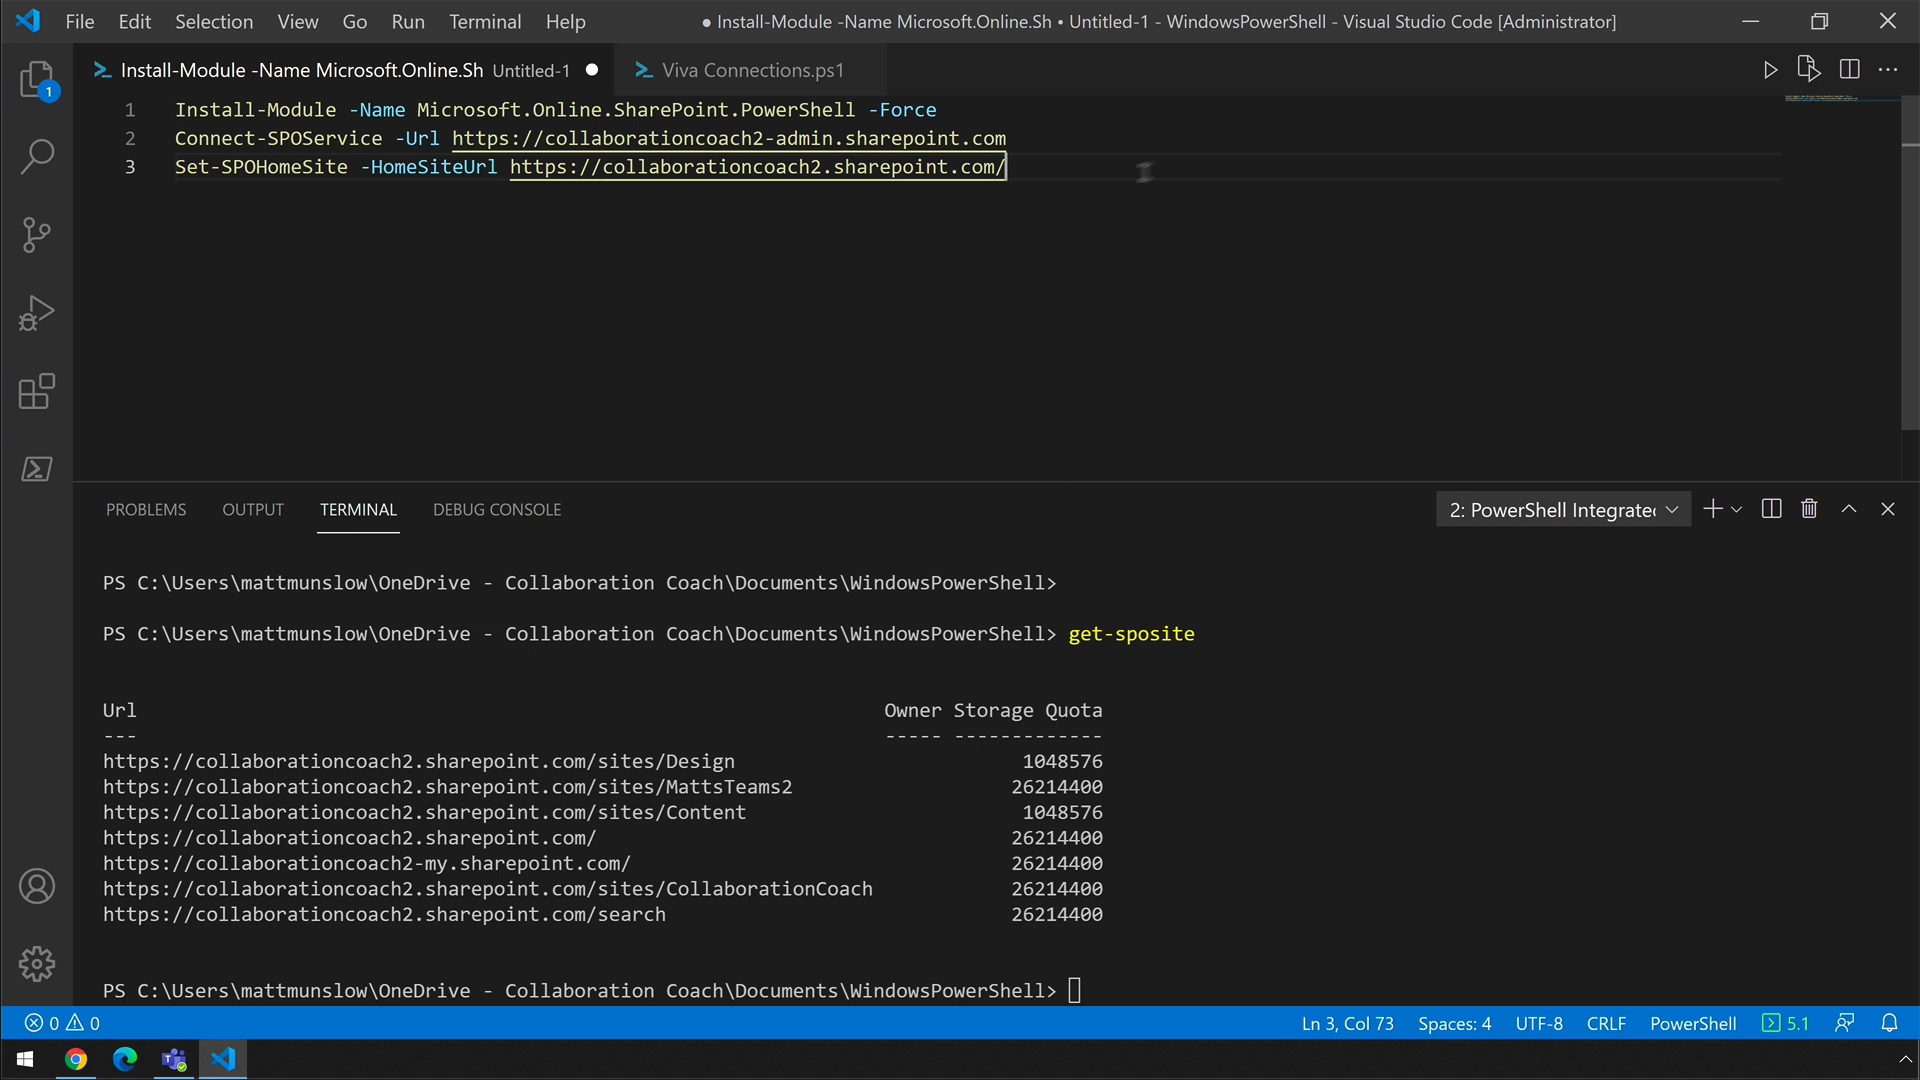 File Edit Selection View Go Run Terminal Help
● Install-Module -Name Microsoft.Online.Sh • Untitled-1 - WindowsPowerShell - Visual Studio Code [Administrator]
1
Install-Module -Name Microsoft.Online.Sh Untitled-1 ●
Viva Connections.ps1
1 Install-Module -Name Microsoft.Online.SharePoint.PowerShell -Force
2 Connect-SPOService -Url https://collaborationcoach2-admin.sharepoint.com
3 Set-SPOHomeSite -HomeSiteUrl https://collaborationcoach2.sharepoint.com/
PROBLEMS OUTPUT TERMINAL DEBUG CONSOLE
2: PowerShell Integrated
PS C:\Users\mattmunslow\OneDrive - Collaboration Coach\Documents\WindowsPowerShell>
PS C:\Users\mattmunslow\OneDrive - Collaboration Coach\Documents\WindowsPowerShell> get-sposite
Url Owner Storage Quota
--- ----- -------------
https://collaborationcoach2.sharepoint.com/sites/Design 1048576
https://collaborationcoach2.sharepoint.com/sites/MattsTeams2 26214400
https://collaborationcoach2.sharepoint.com/sites/Content 1048576
https://collaborationcoach2.sharepoint.com/ 26214400
https://collaborationcoach2-my.sharepoint.com/ 26214400
https://collaborationcoach2.sharepoint.com/sites/CollaborationCoach 26214400
https://collaborationcoach2.sharepoint.com/search 26214400
PS C:\Users\mattmunslow\OneDrive - Collaboration Coach\Documents\WindowsPowerShell>
0 0
Ln 3, Col 73 Spaces: 4 UTF-8 CRLF PowerShell 5.1